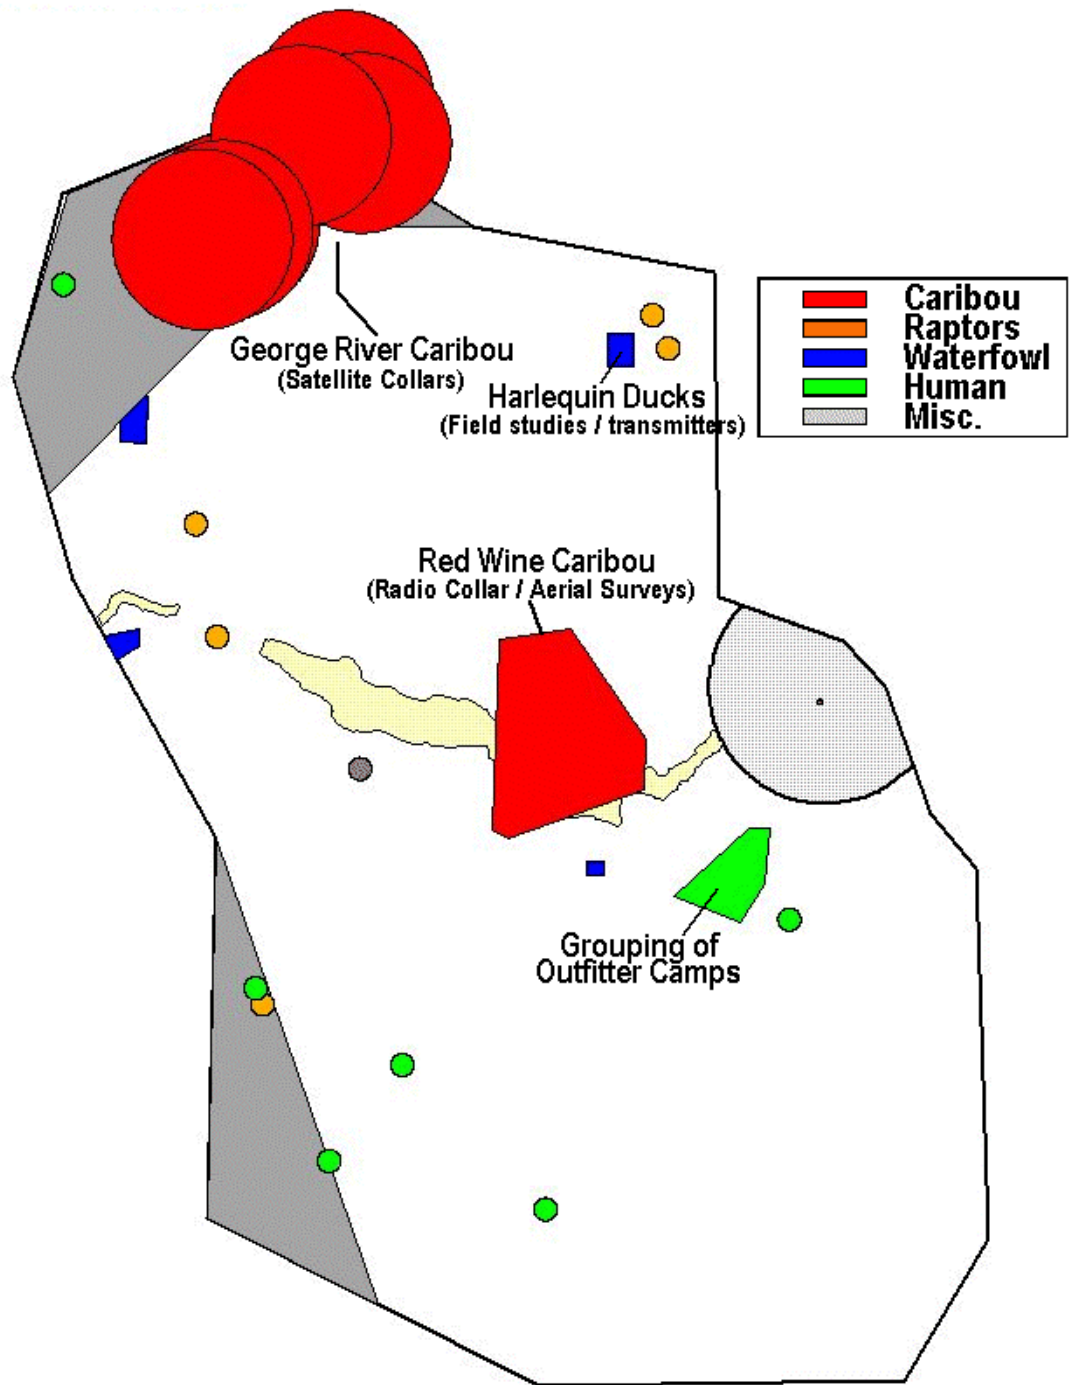 George River Caribou
(Satellite Collars)
Harlequin Ducks
(Field studies / transmitters)
Caribou
Raptors
Waterfowl
Human
Misc.
Red Wine Caribou
(Radio Collar / Aerial Surveys)
Grouping of
Outfitter Camps